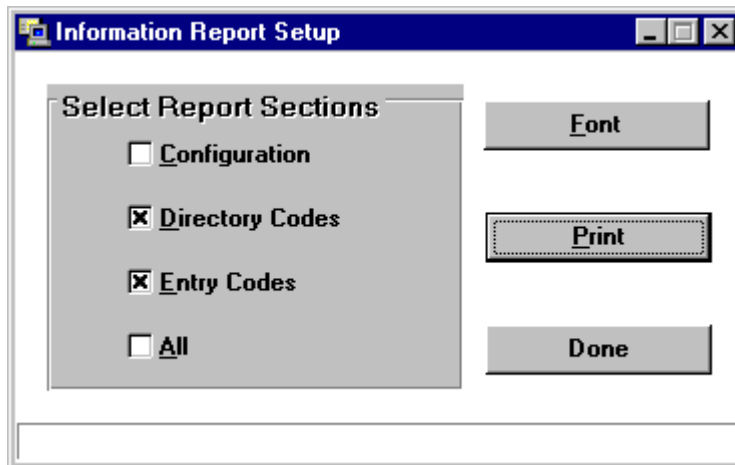 Information Report Setup
Select Report Sections
Configuration
Directory Codes
Entry Codes
All
Font
Print
Done